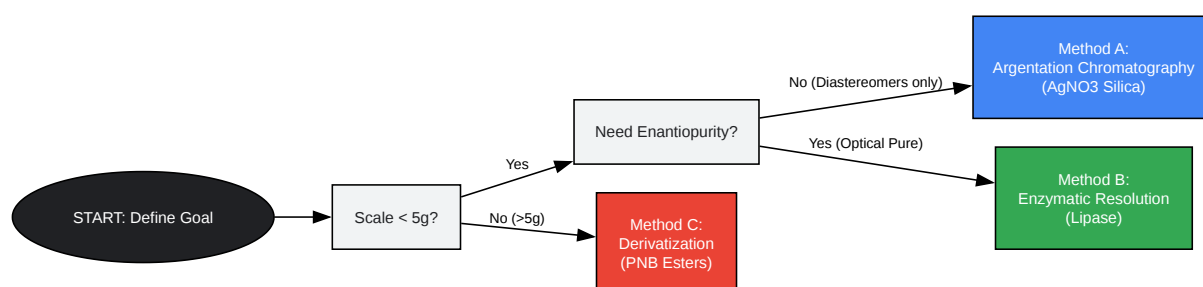 START: Define Goal
Scale < 5g?
Yes
No (>5g)
Need Enantiopurity?
Method C:
Derivatization
(PNB Esters)
No (Diastereomers only)
Yes (Optical Pure)
Method A:
Argentation Chromatography
(AgNO3 Silica)
Method B:
Enzymatic Resolution
(Lipase)